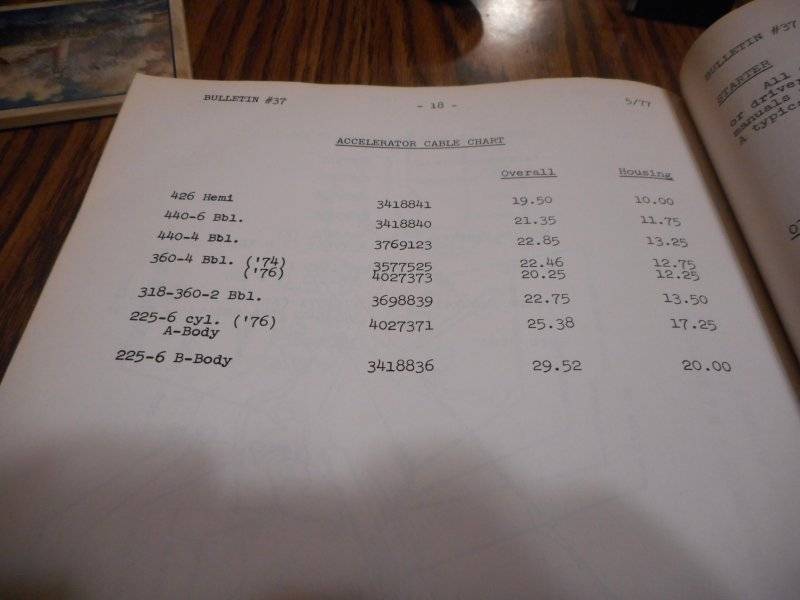 BULLETIN #37 - 18 - 5/77
ACCELERATOR CABLE CHART
Overall Housing
426 Hemi 3418841 19.50 10.00
440-6 Bbl. 3418840 21.35 11.75
440-4 Bbl. 3769123 22.85 13.25
360-4 Bbl. ('74) 3577525 22.46 12.75
('76) 4027373 20.25 12.25
318-360-2 Bbl. 3698839 22.75 13.50
225-6 cyl. ('76) 4027371 25.38 17.25
A-Body
225-6 B-Body 3418836 29.52 20.00
BULLETIN #37
STARTER
All
or drive
manuals
A typic